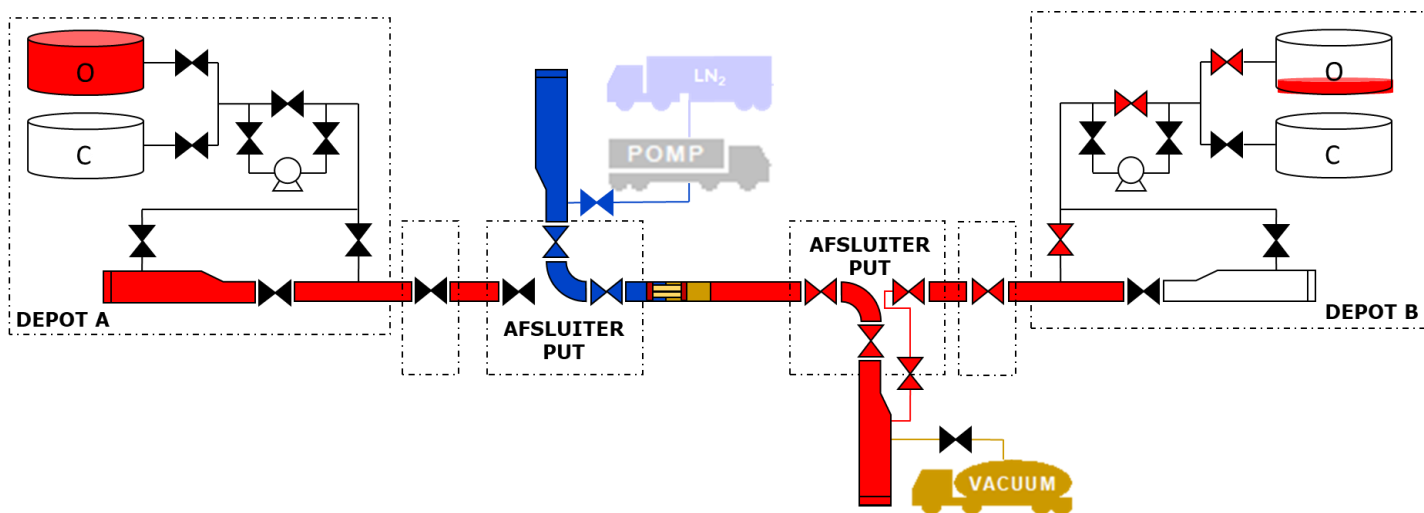 O
C
DEPOT A
LN₂
POMP
AFSLUITER
PUT
AFSLUITER
PUT
VACUUM
O
C
DEPOT B